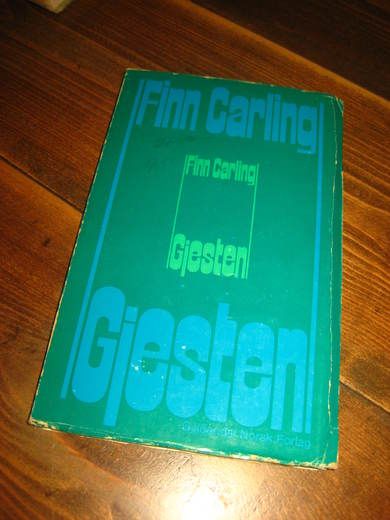 Finn Carling
Finn Carling
Gjesten
Gjesten
Gyldendal Norsk Forlag